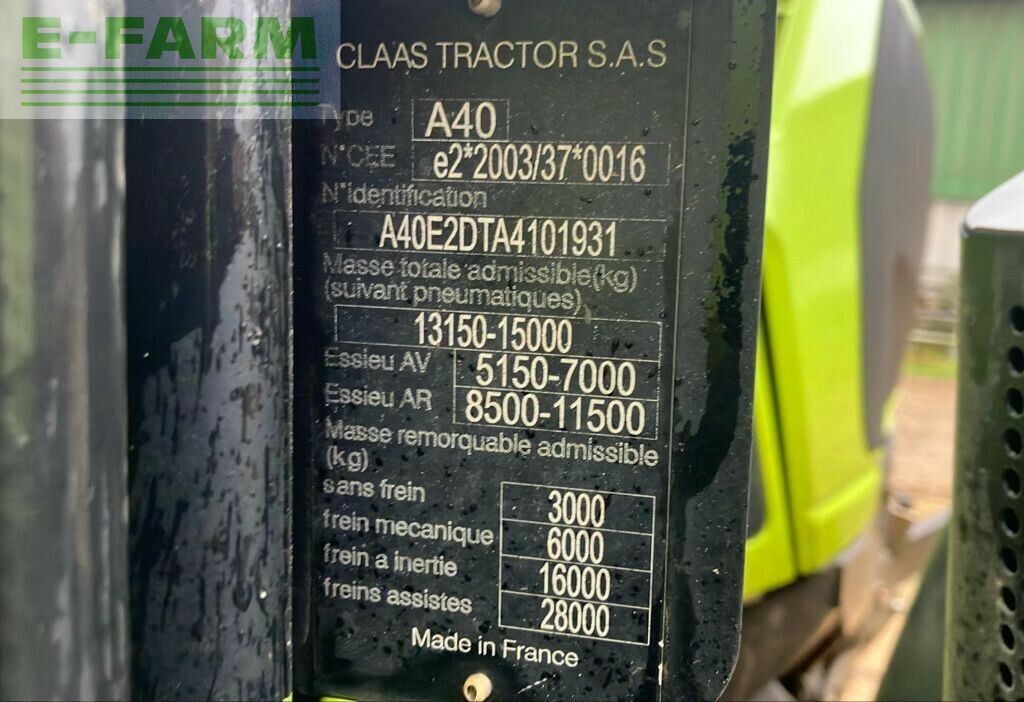 E-FARM
CLAAS TRACTOR S.A.S
Type A40
N°CEE e2*2003/37*0016
N°Identification
A40E2DTA4101931
Masse totale admissible(kg)
(suivant pneumatiques)
13150-15000
Essieu AV 5150-7000
Essieu AR 8500-11500
Masse remorquable admissible
(kg)
sans frein 3000
frein mecanique 6000
frein a inertie 16000
freins assistes 28000
Made in France